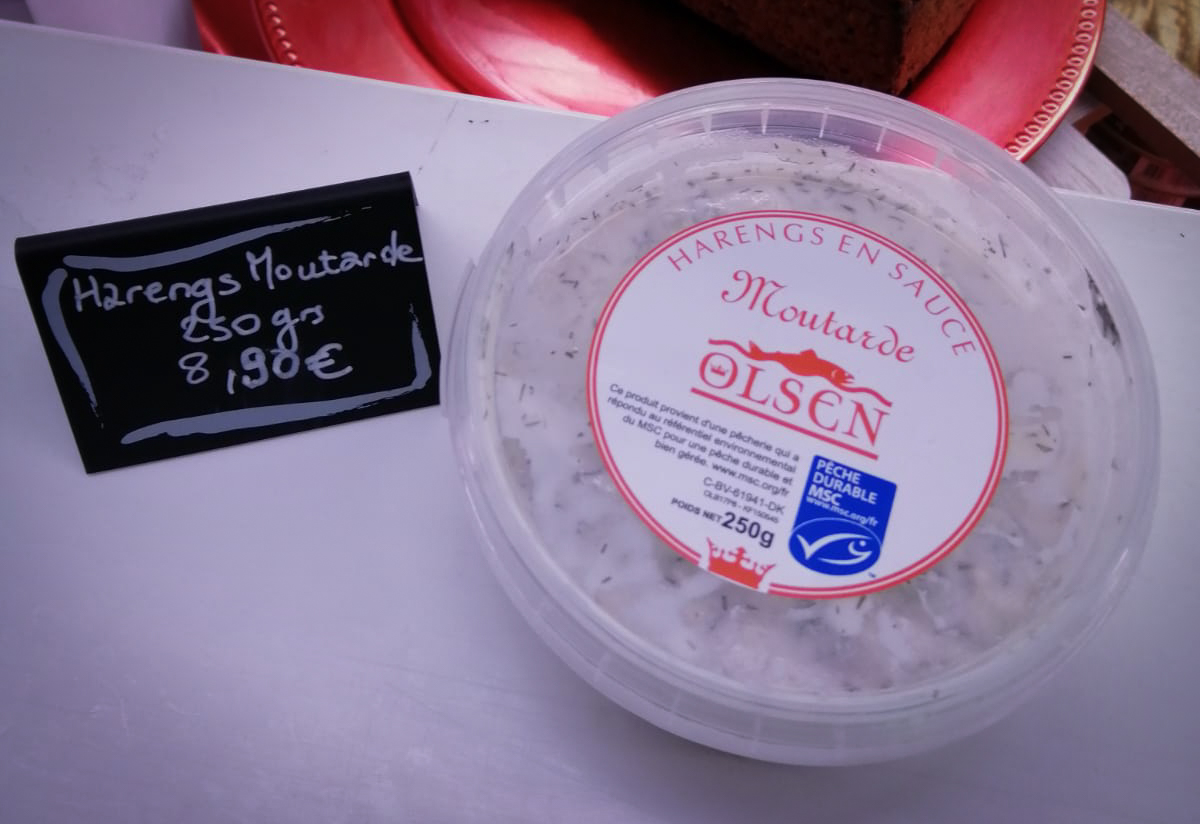 Harengs Moutarde
250 grs
8,90€
HARENGS EN SAUCE
Moutarde
OLSEN
Ce produit provient d'une pêcherie qui a
répondu au référentiel environnemental
du MSC pour une pêche durable et
bien gérée. www.msc.org/fr
C-BV-61941-DK
POIDS NET 250g
PÊCHE
DURABLE
MSC
www.msc.org/fr
™